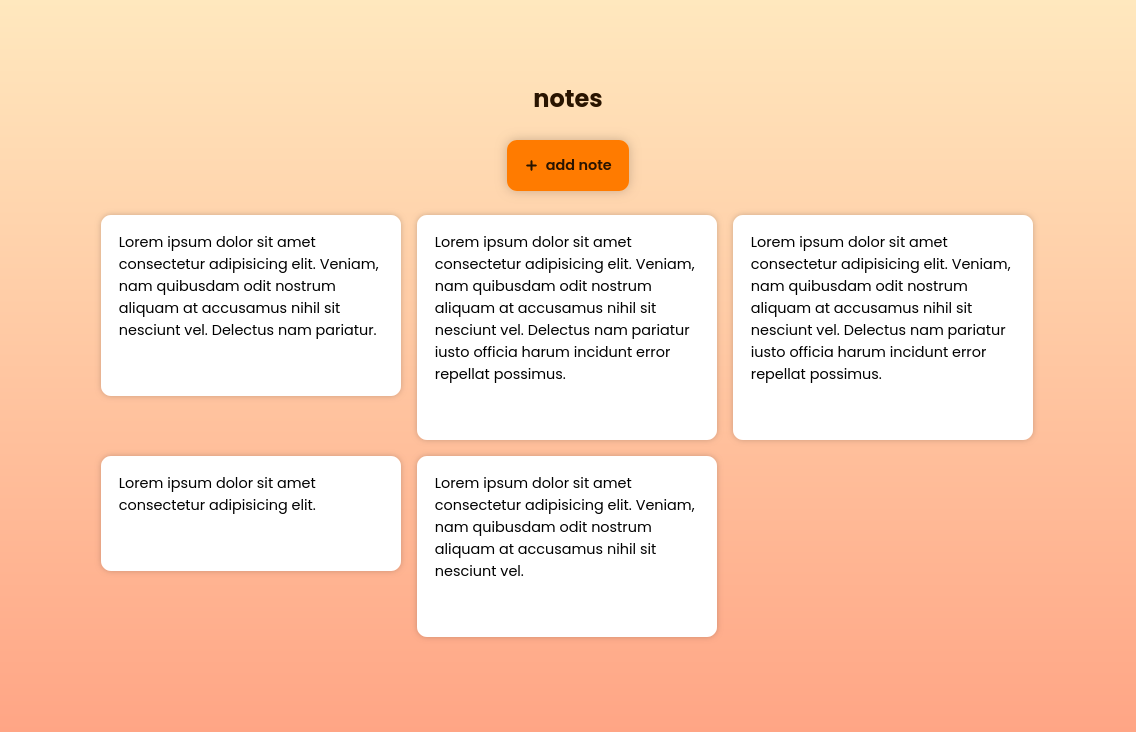 notes
+ add note
Lorem ipsum dolor sit amet
consectetur adipisicing elit. Veniam,
nam quibusdam odit nostrum
aliquam at accusamus nihil sit
nesciunt vel. Delectus nam pariatur.
Lorem ipsum dolor sit amet
consectetur adipisicing elit. Veniam,
nam quibusdam odit nostrum
aliquam at accusamus nihil sit
nesciunt vel. Delectus nam pariatur
iusto officia harum incidunt error
repellat possimus.
Lorem ipsum dolor sit amet
consectetur adipisicing elit. Veniam,
nam quibusdam odit nostrum
aliquam at accusamus nihil sit
nesciunt vel. Delectus nam pariatur
iusto officia harum incidunt error
repellat possimus.
Lorem ipsum dolor sit amet
consectetur adipisicing elit.
Lorem ipsum dolor sit amet
consectetur adipisicing elit. Veniam,
nam quibusdam odit nostrum
aliquam at accusamus nihil sit
nesciunt vel.